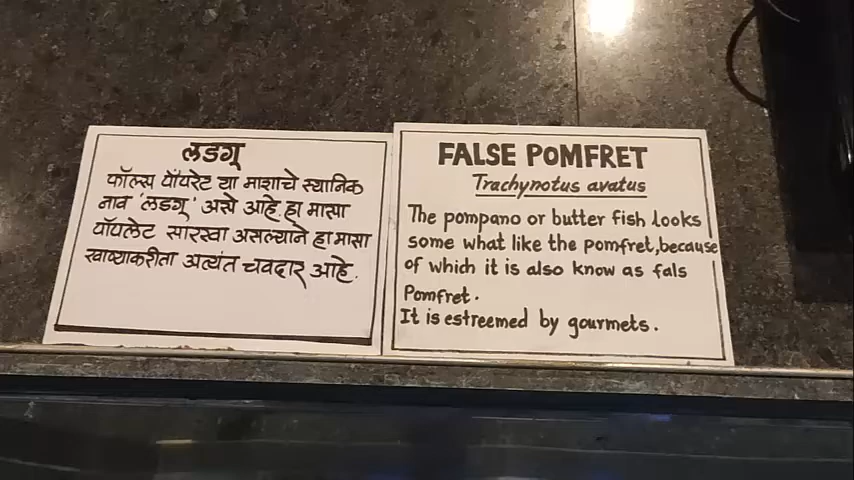 लडगू
फॉल्स पॉपरेट या माशाचे स्थानिक
नाव 'लडगू' असे आहे. हा मासा
पॉपलेट सारखा असल्याने हा मासा
खाण्याकरीता अत्यंत चवदार आहे.
FALSE POMFRET
Trachynotus avatus
The pompano or butter fish looks
some what like the pomfret,because
of which it is also know as fals
Pomfret.
It is estreemed by gourmets.